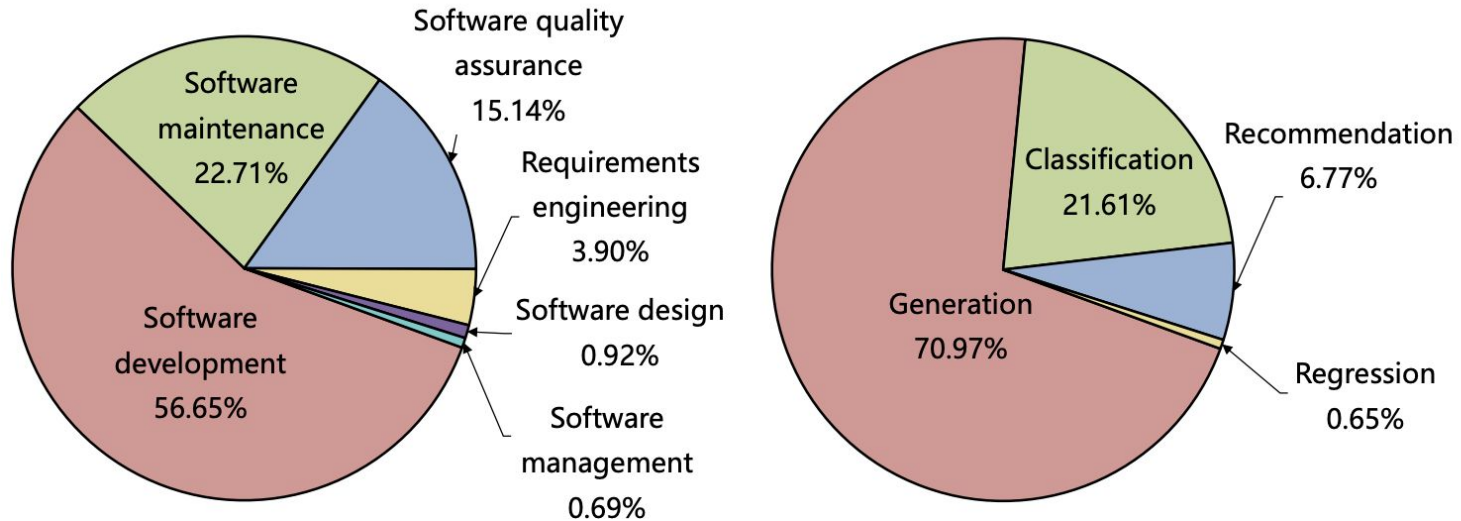 Software quality
assurance
15.14%
Software
maintenance
22.71%
Requirements
engineering
3.90%
Software design
0.92%
Software
development
56.65%
Software
management
0.69%
Classification
21.61%
Recommendation
6.77%
Generation
70.97%
Regression
0.65%